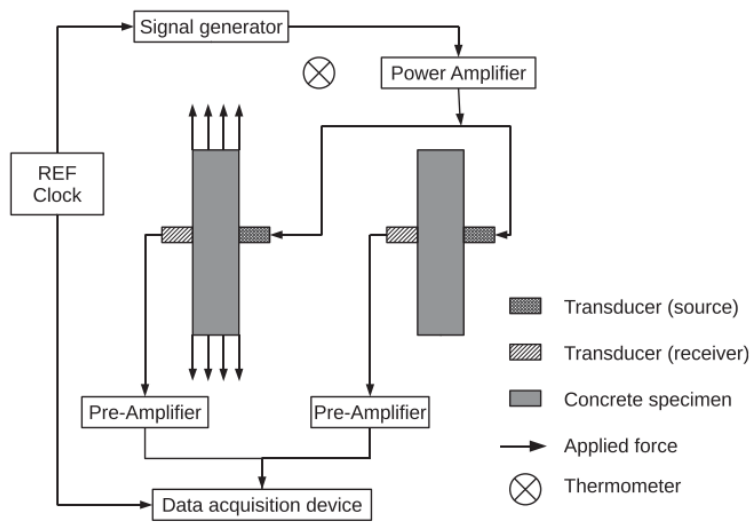 Signal generator
Power Amplifier
REF
Clock
Transducer (source)
Transducer (receiver)
Concrete specimen
Applied force
Thermometer
Pre-Amplifier
Pre-Amplifier
Data acquisition device